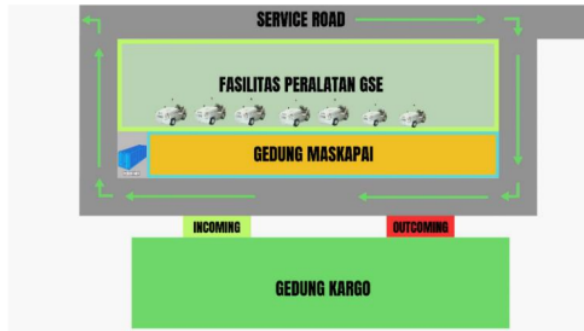 SERVICE ROAD
FASILITAS PERALATAN GSE
GEDUNG MASKAPAI
INCOMING
OUTCOMING
GEDUNG KARGO